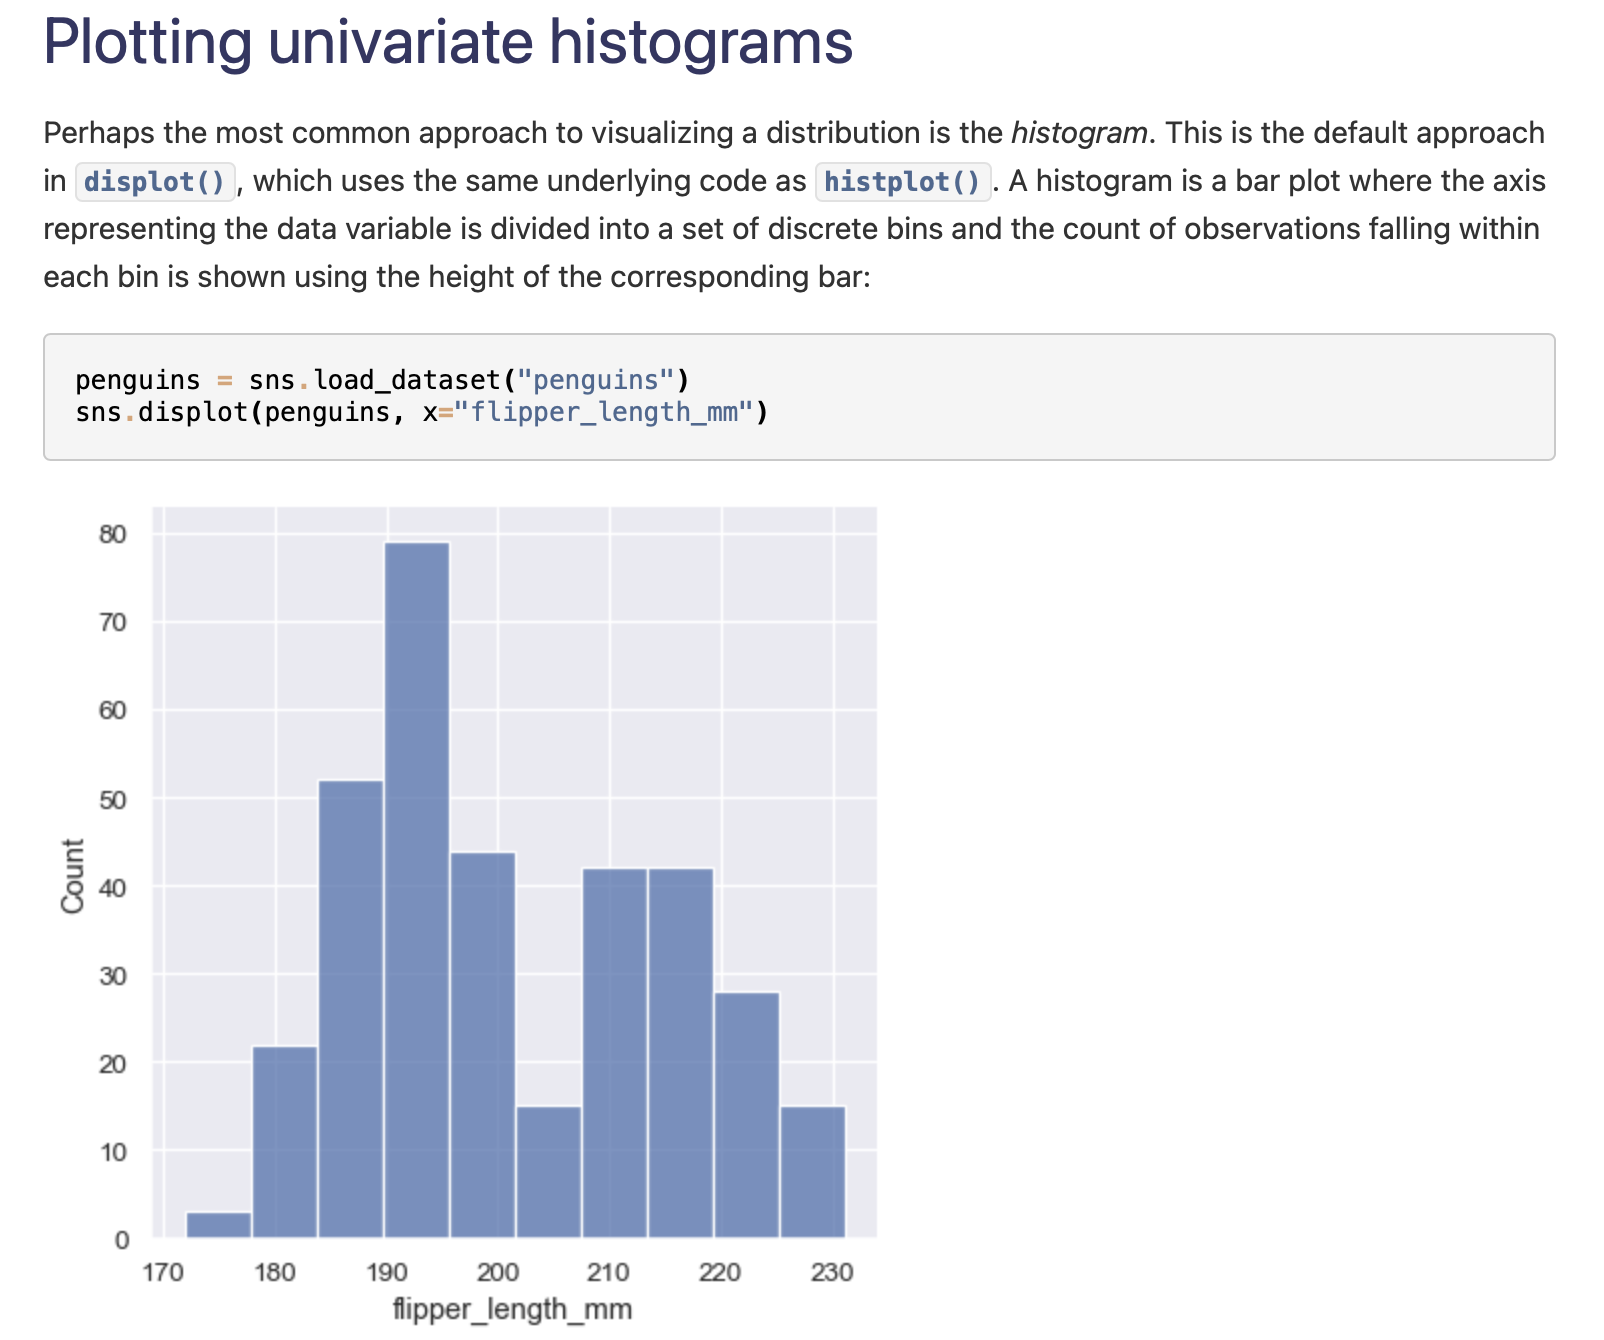 Plotting univariate histograms
Perhaps the most common approach to visualizing a distribution is the histogram. This is the default approach
in displot(), which uses the same underlying code as histplot(). A histogram is a bar plot where the axis
representing the data variable is divided into a set of discrete bins and the count of observations falling within
each bin is shown using the height of the corresponding bar:
penguins = sns.load_dataset("penguins")
sns.displot(penguins, x="flipper_length_mm")
80
70
60
50
40
30
20
10
0
Count
170 180 190 200 210 220 230
flipper_length_mm